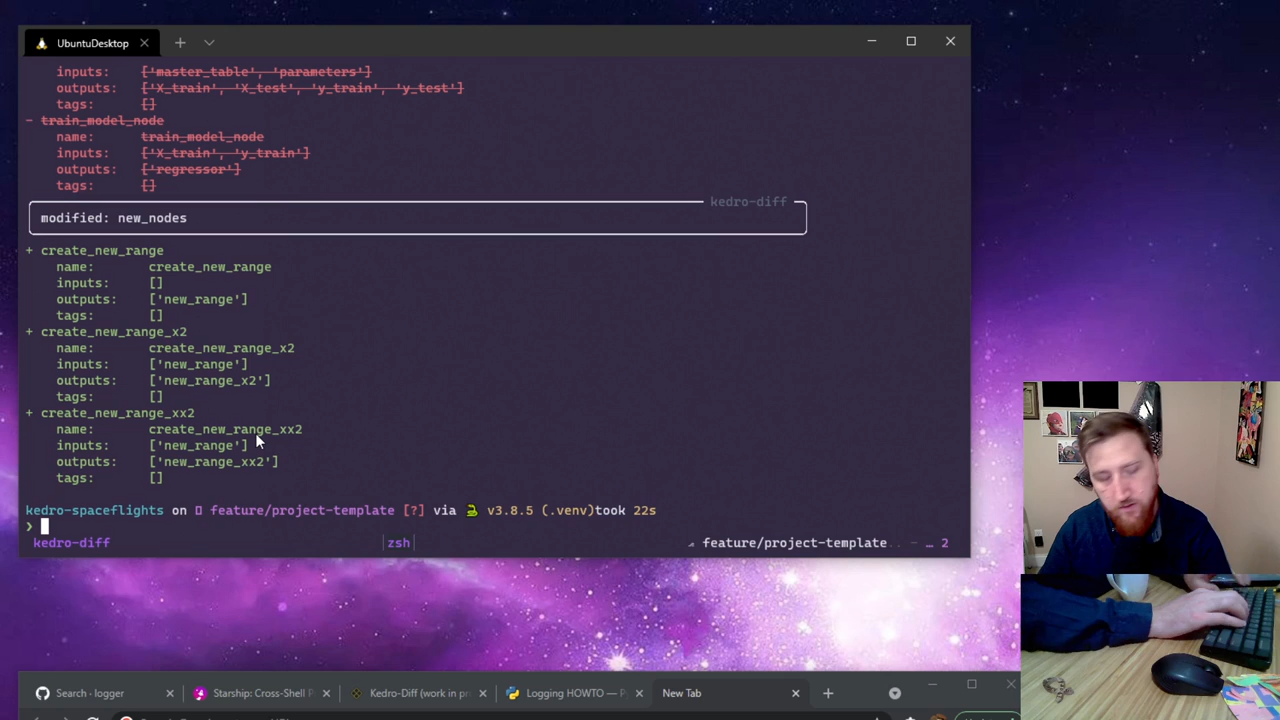 UbuntuDesktop
inputs: ['master_table', 'parameters']
outputs: ['X_train', 'X_test', 'y_train', 'y_test']
tags: []
- train_model_node
name: train_model_node
inputs: ['X_train', 'y_train']
outputs: ['regressor']
tags: []
kedro-diff
modified: new_nodes
+ create_new_range
name: create_new_range
inputs: []
outputs: ['new_range']
tags: []
+ create_new_range_x2
name: create_new_range_x2
inputs: ['new_range']
outputs: ['new_range_x2']
tags: []
+ create_new_range_xx2
name: create_new_range_xx2
inputs: ['new_range']
outputs: ['new_range_xx2']
tags: []
kedro-spaceflights on feature/project-template [?] via v3.8.5 (.venv)took 22s
❯
kedro-diff zsh feature/project-template.. - … 2
Search · logger Starship: Cross-Shell P Kedro-Diff (work in pr Logging HOWTO — P New Tab